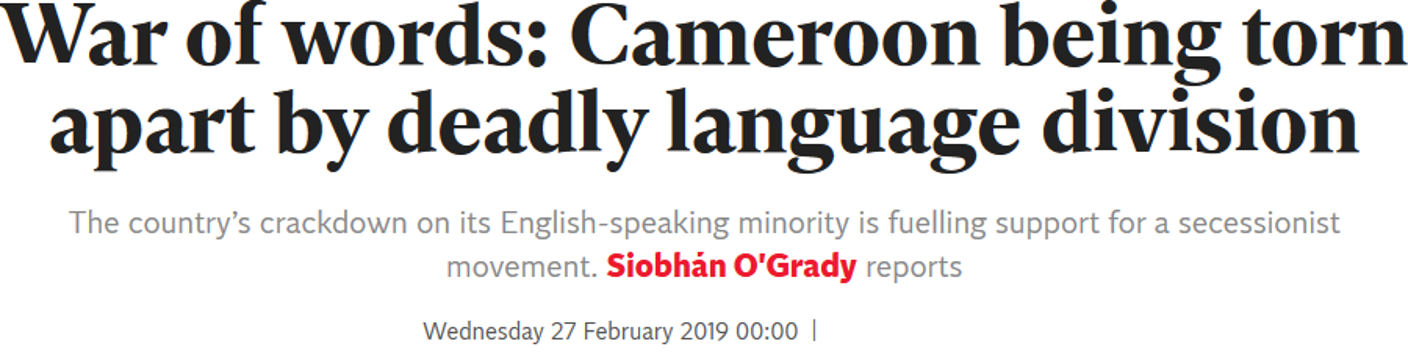 War of words: Cameroon being torn
apart by deadly language division
The country’s crackdown on its English-speaking minority is fuelling support for a secessionist
movement. Siobhán O'Grady reports
Wednesday 27 February 2019 00:00 |